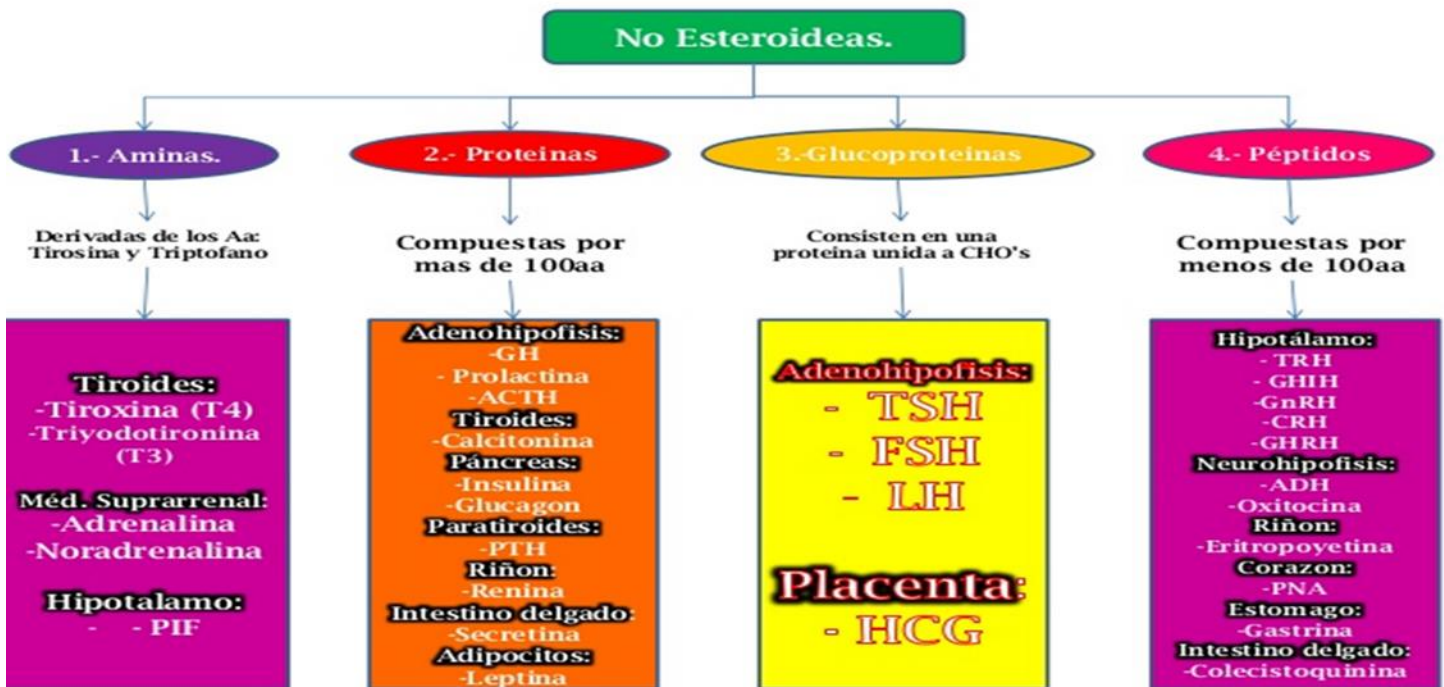 No Esteroideas.
1.- Aminas.
Derivadas de los Aa:
Tirosina y Triptofano
Tiroides:
-Tiroxina (T4)
-Triyodotironina
(T3)
Méd. Suprarrenal:
-Adrenalina
-Noradrenalina
Hipotalamo:
- - PIF
2.- Proteinas
Compuestas por
mas de 100aa
Adenohipofisis:
-GH
- Prolactina
-ACTH
Tiroides:
-Calcitonina
Páncreas:
-Insulina
-Glucagon
Paratiroides:
-PTH
Riñon:
-Renina
Intestino delgado:
-Secretina
Adipocitos:
-Leptina
3.-Glucoproteinas
Consisten en una
proteina unida a CHO's
Adenohipofisis:
- TSH
- FSH
- LH
Placenta:
- HCG
4.- Péptidos
Compuestas por
menos de 100aa
Hipotálamo:
- TRH
- GHIH
-GnRH
-CRH
-GHRH
Neurohipofisis:
-ADH
-Oxitocina
Riñon:
-Eritropoyetina
Corazon:
-PNA
Estomago:
-Gastrina
Intestino delgado:
-Colecistoquinina